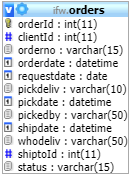 ifw.orders
orderId : int(11)
clientId : int(11)
orderno : varchar(15)
orderdate : datetime
requestdate : date
pickdeliv : varchar(10)
pickdate : datetime
pickedby : varchar(50)
shipdate : datetime
whodeliv : varchar(50)
shiptoId : int(11)
status : varchar(15)